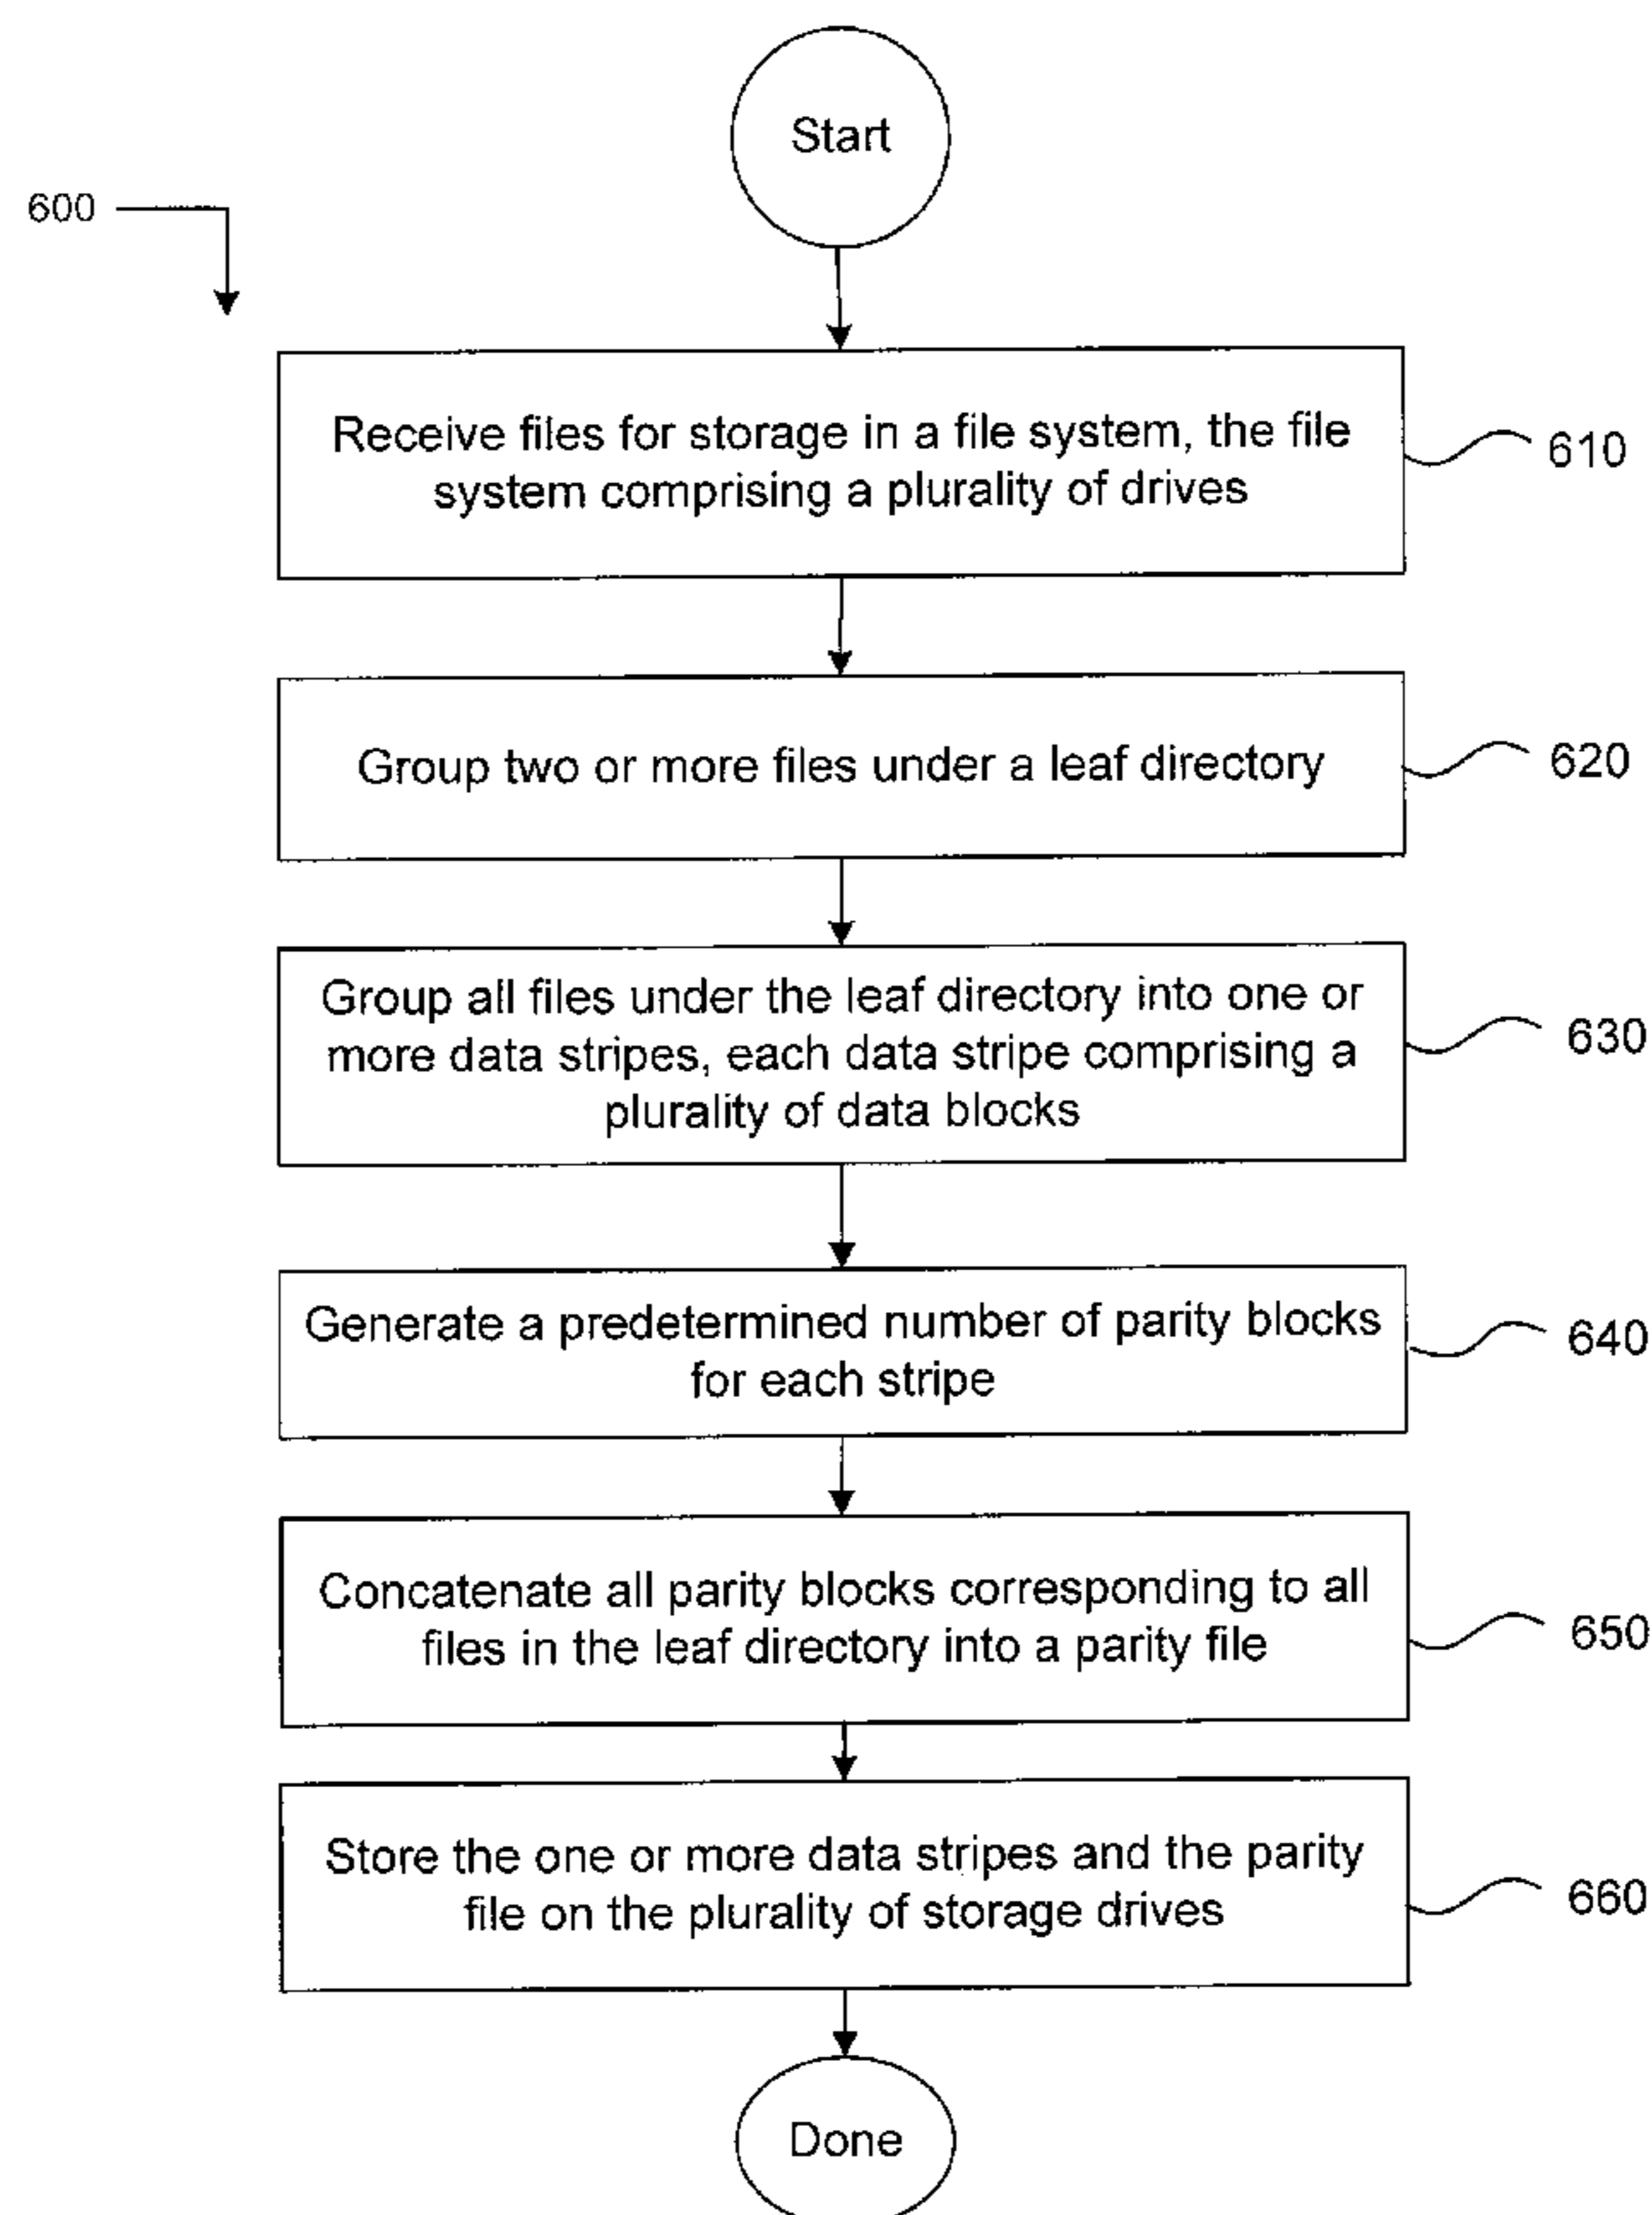 Start
600
Receive files for storage in a file system, the file
system comprising a plurality of drives
610
Group two or more files under a leaf directory
620
Group all files under the leaf directory into one or
more data stripes, each data stripe comprising a
plurality of data blocks
630
Generate a predetermined number of parity blocks
for each stripe
640
Concatenate all parity blocks corresponding to all
files in the leaf directory into a parity file
650
Store the one or more data stripes and the parity
file on the plurality of storage drives
660
Done